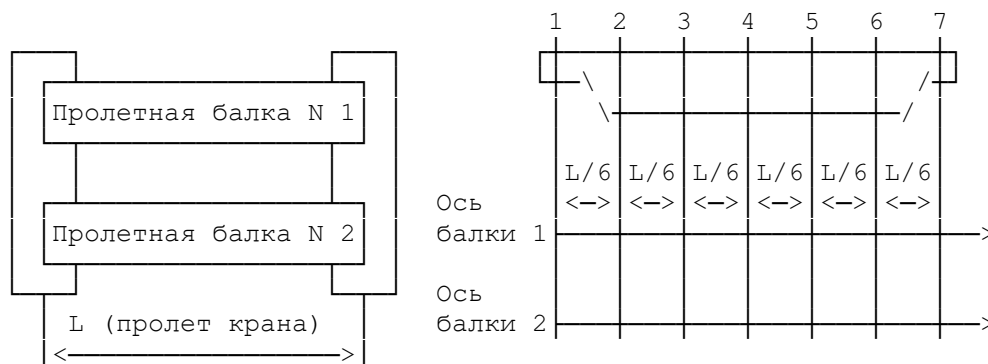 1 2 3 4 5 6 7
Пролетная балка N 1
L/6 L/6 L/6 L/6 L/6 L/6
Ось
балки 1
Пролетная балка N 2
Ось
балки 2
L (пролет крана)